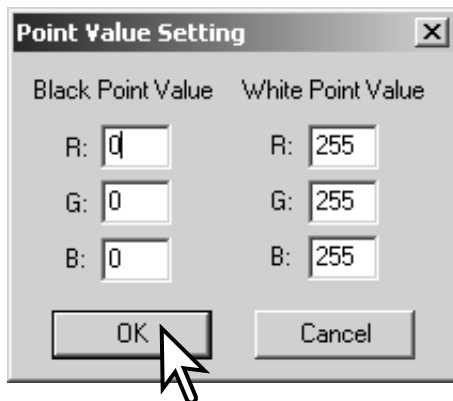 Point Value Setting
Black Point Value White Point Value
R: 0 R: 255
G: 0 G: 255
B: 0 B: 255
OK Cancel